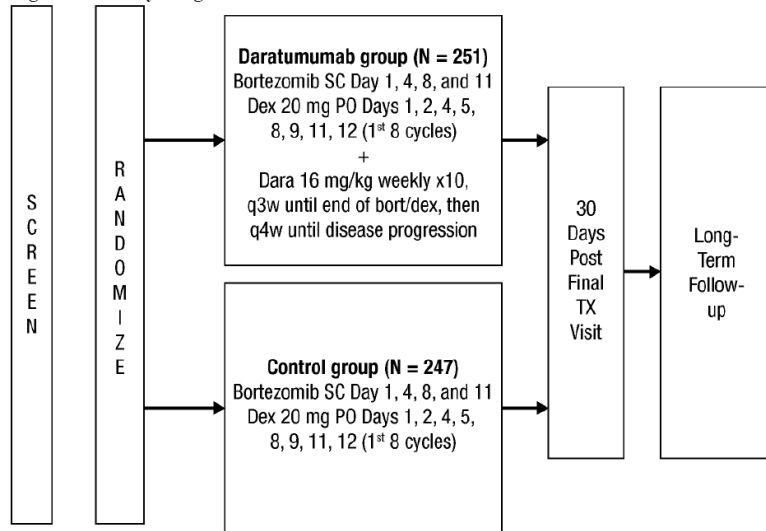 SCREEN
RANDOMIZE
Daratumumab group (N = 251)
Bortezomib SC Day 1, 4, 8, and 11
Dex 20 mg PO Days 1, 2, 4, 5,
8, 9, 11, 12 (1st 8 cycles)
+
Dara 16 mg/kg weekly x10,
q3w until end of bort/dex, then
q4w until disease progression
Control group (N = 247)
Bortezomib SC Day 1, 4, 8, and 11
Dex 20 mg PO Days 1, 2, 4, 5,
8, 9, 11, 12 (1st 8 cycles)
30
Days
Post
Final
TX
Visit
Long-
Term
Follow-
up